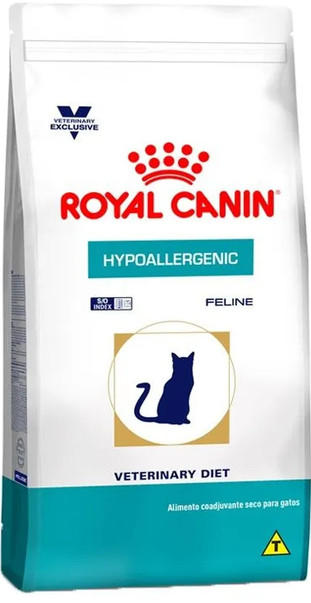 VETERINARY
EXCLUSIVE
ROYAL CANIN
HYPOALLERGENIC
S/O
INDEX
FELINE
VETERINARY DIET
Alimento coadjuvante seco para gatos
T